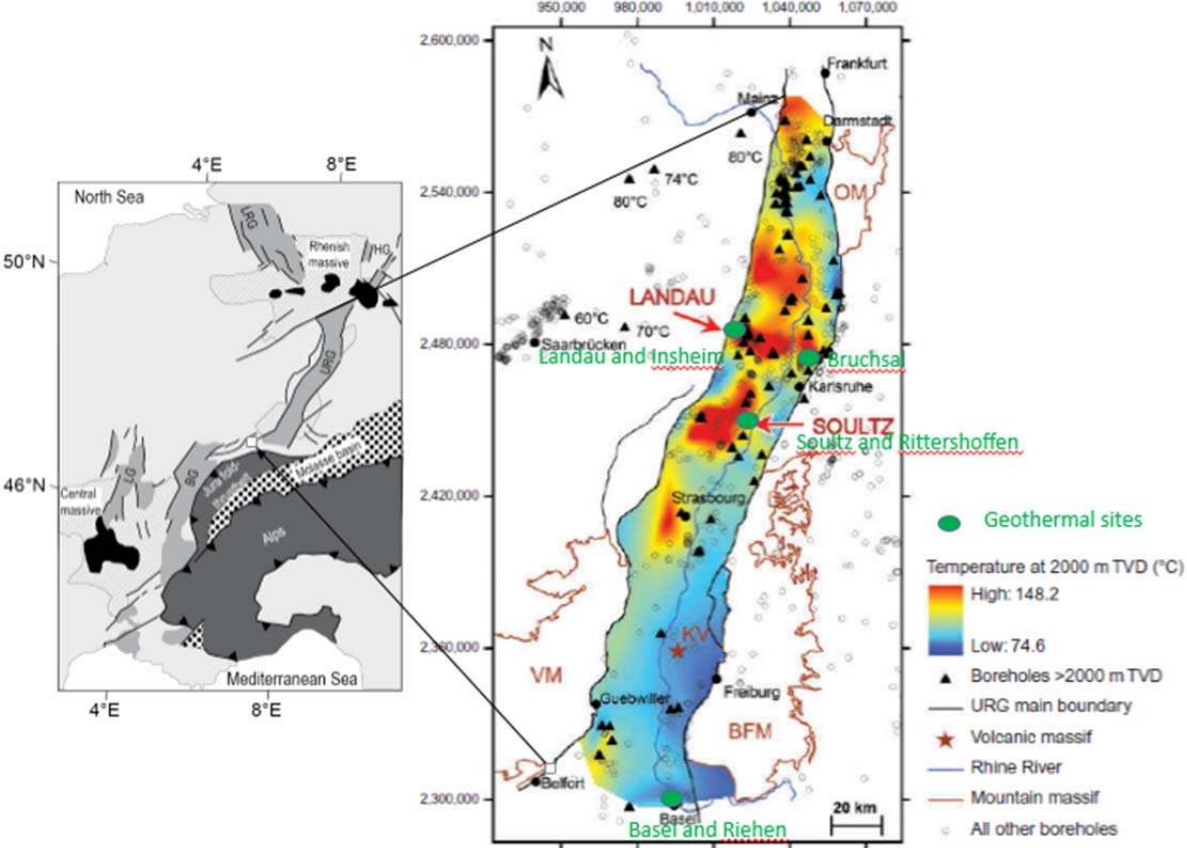 4°E
8°E
North Sea
LRG
Rhenish
massive
HG
50°N
URG
46°N
Central
massive
LG
BG
Jura fold-
thrustbelt
Molasse basin
Alps
Mediterranean Sea
4°E
8°E
950,000
980,000
1,010,000
1,040,000
1,070,000
2,600,000
2,540,000
2,480,000
2,420,000
2,360,000
2,300,000
N
Frankfurt
Mainz
Darmstadt
80°C
74°C
80°C
OM
LANDAU
60°C
70°C
Saarbrücken
Landau and Insheim
Bruchsal
Karlsruhe
SOULTZ
Soultz and Rittershoffen
Strasbourg
KV
VM
Guebwiller
Freiburg
BFM
Belfort
20 km
Basel
Basel and Riehen
Geothermal sites
Temperature at 2000 m TVD (°C)
High: 148.2
Low: 74.6
Boreholes >2000 m TVD
URG main boundary
Volcanic massif
Rhine River
Mountain massif
All other boreholes